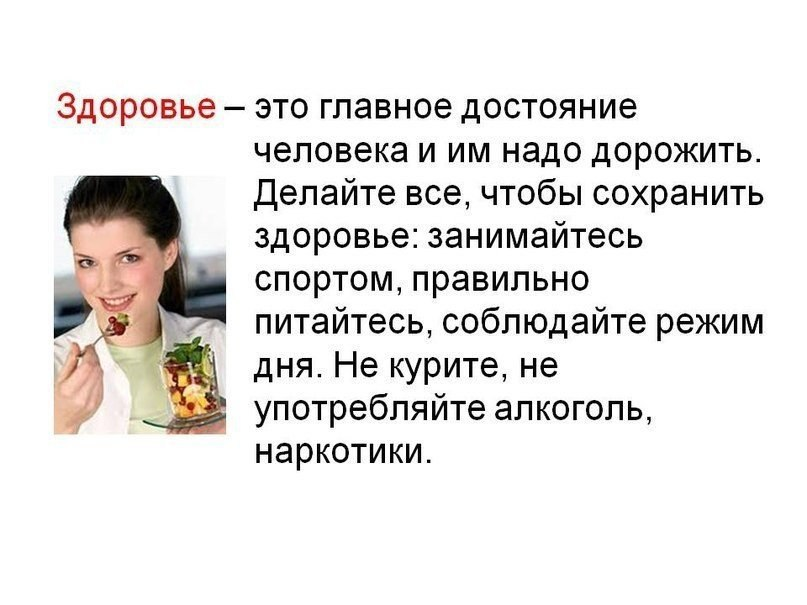 Здоровье – это главное достояние
человека и им надо дорожить.
Делайте все, чтобы сохранить
здоровье: занимайтесь
спортом, правильно
питайтесь, соблюдайте режим
дня. Не курите, не
употребляйте алкоголь,
наркотики.